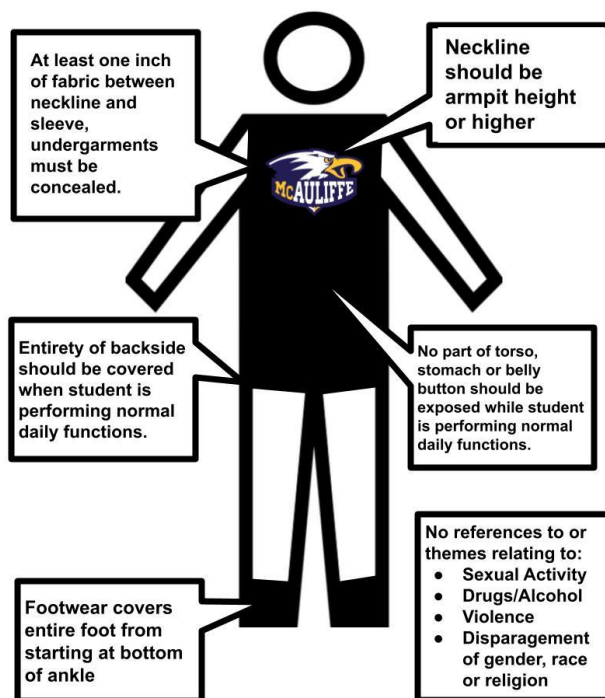 At least one inch
of fabric between
neckline and
sleeve,
undergarments
must be
concealed.
Neckline
should be
armpit height
or higher
MCAULIFFE
Entirety of backside
should be covered
when student is
performing normal
daily functions.
No part of torso,
stomach or belly
button should be
exposed while student
is performing normal
daily functions.
Footwear covers
entire foot from
starting at bottom
of ankle
No references to or
themes relating to:
● Sexual Activity
● Drugs/Alcohol
● Violence
● Disparagement
of gender, race
or religion